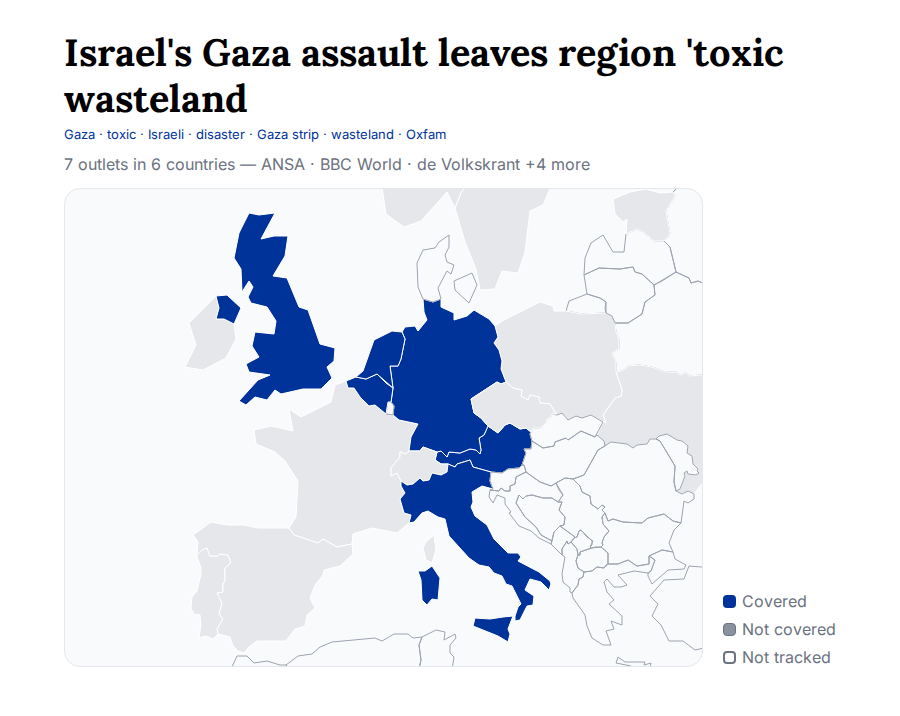 Israel's Gaza assault leaves region 'toxic
wasteland
Gaza · toxic · Israeli · disaster · Gaza strip · wasteland · Oxfam
7 outlets in 6 countries — ANSA · BBC World · de Volkskrant +4 more
Covered
Not covered
Not tracked